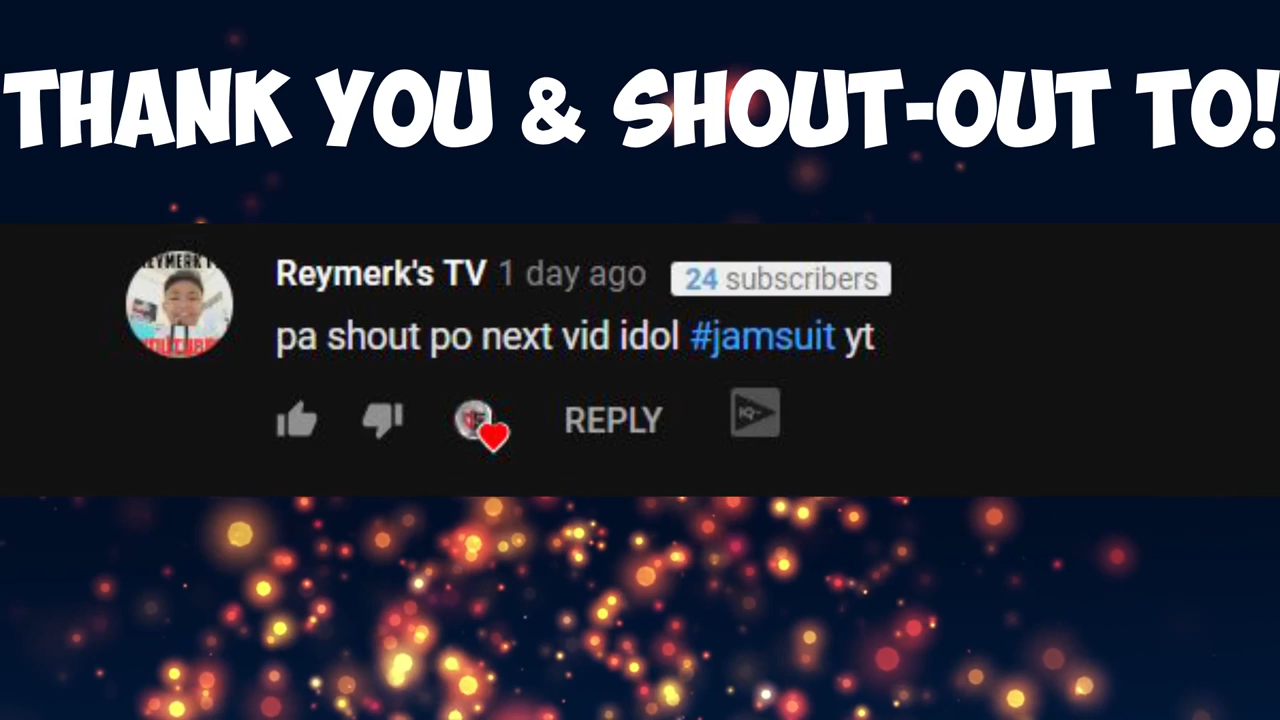 THANK YOU & SHOUT-OUT TO!
Reymerk's TV 1 day ago 24 subscribers
pa shout po next vid idol #jamsuit yt
REPLY
IQ